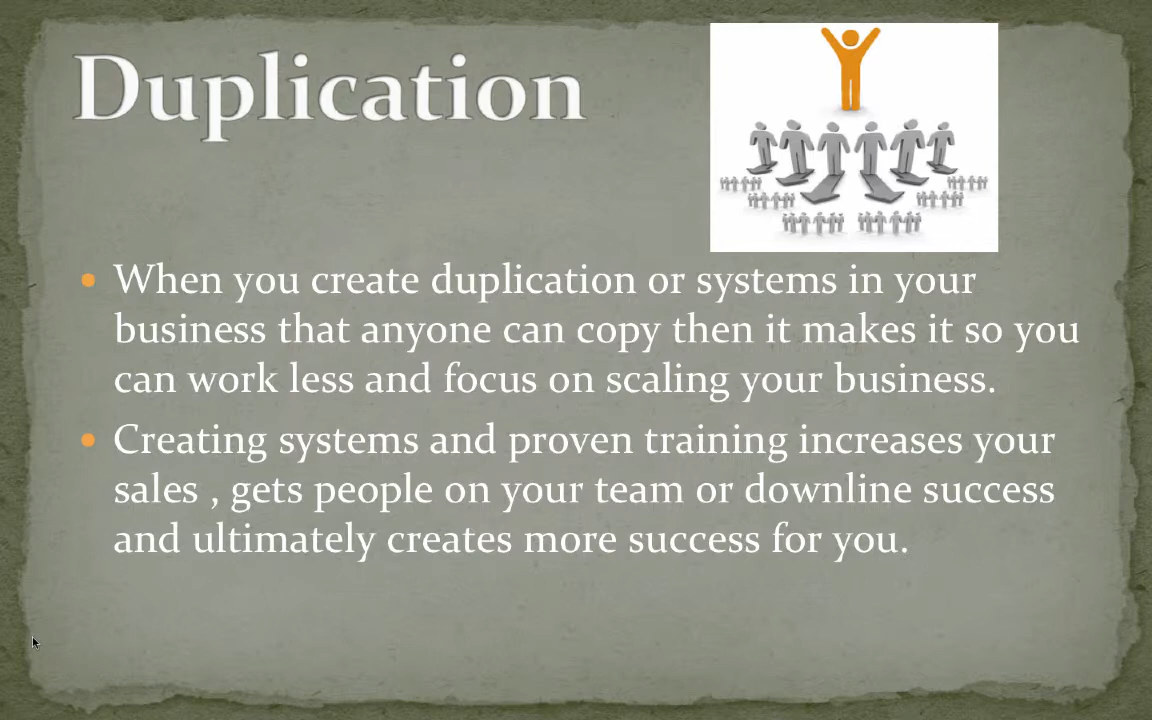 Duplication
When you create duplication or systems in your
business that anyone can copy then it makes it so you
can work less and focus on scaling your business.
Creating systems and proven training increases your
sales , gets people on your team or downline success
and ultimately creates more success for you.